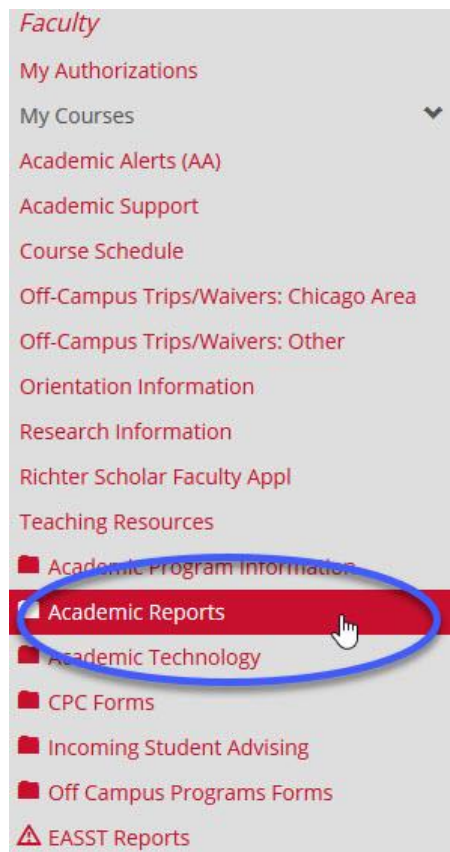 Faculty
My Authorizations
My Courses
Academic Alerts (AA)
Academic Support
Course Schedule
Off-Campus Trips/Waivers: Chicago Area
Off-Campus Trips/Waivers: Other
Orientation Information
Research Information
Richter Scholar Faculty Appl
Teaching Resources
Academic Program Information
Academic Reports
Academic Technology
CPC Forms
Incoming Student Advising
Off Campus Programs Forms
EASST Reports